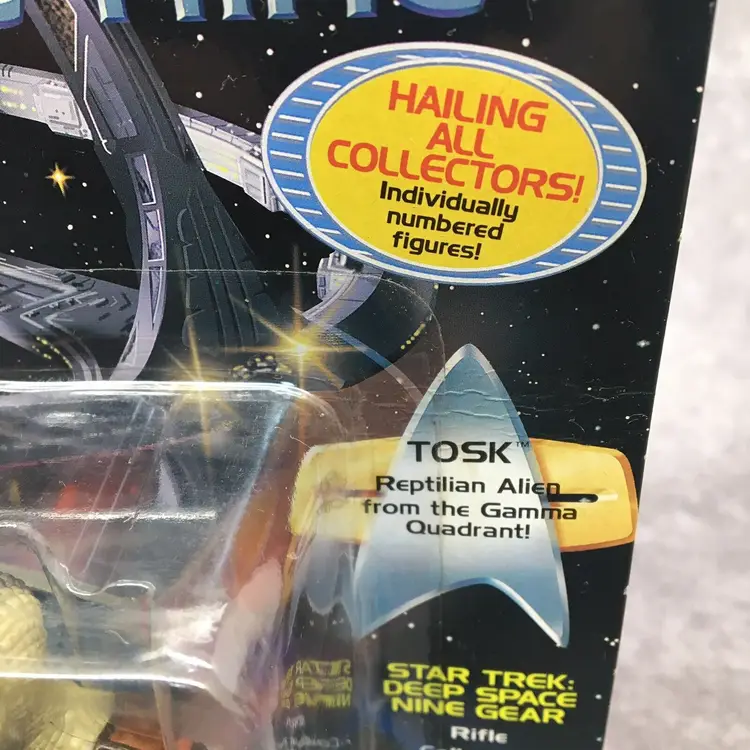 HAILING
ALL
COLLECTORS!
Individually
numbered
figures!
TOSK™
Reptilian Alien
from the Gamma
Quadrant!
STAR TREK:
DEEP SPACE
NINE GEAR
Rifle